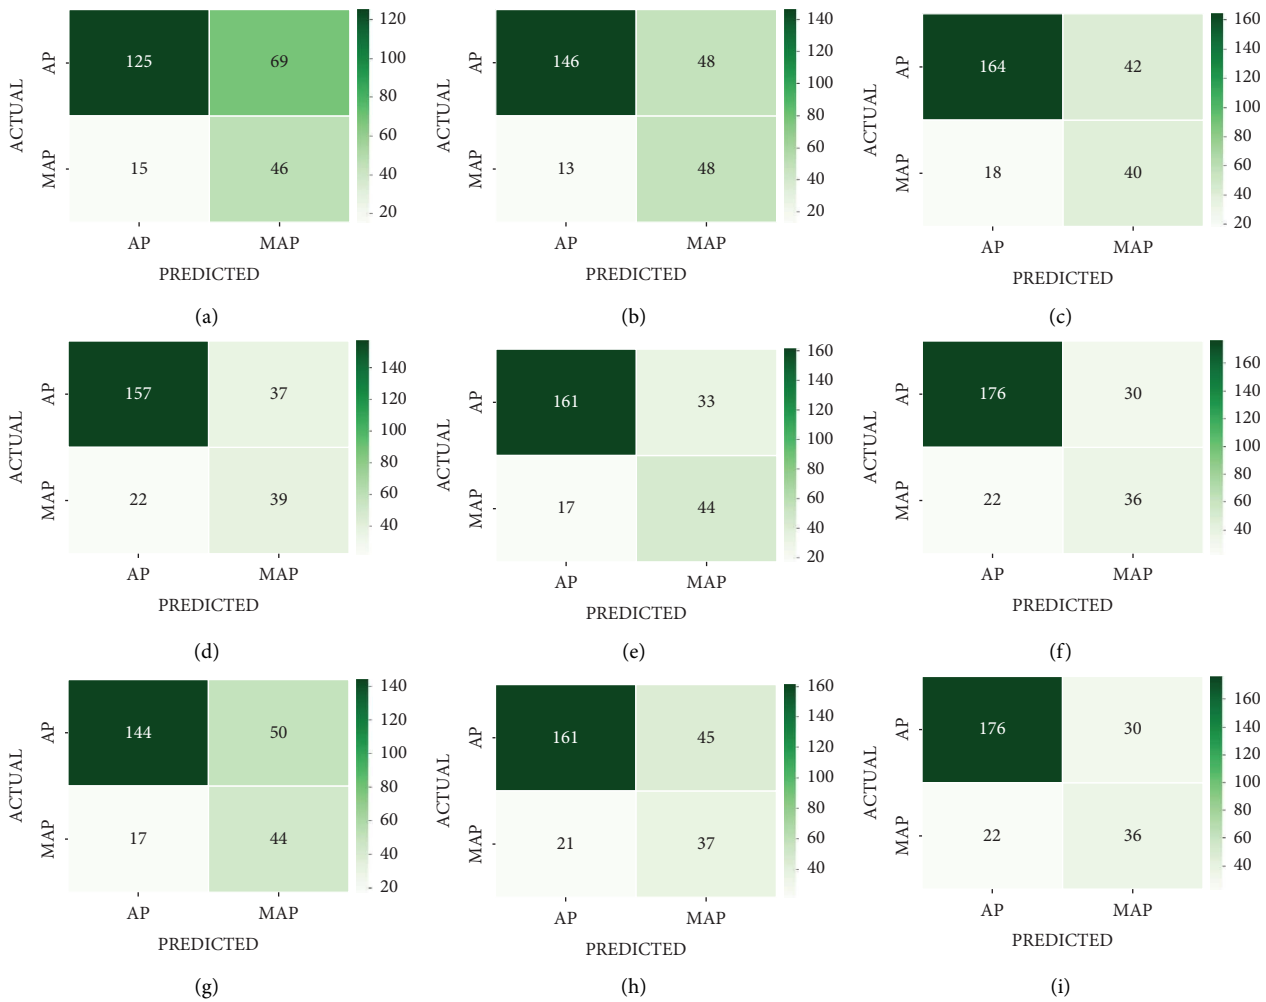 ACTUAL
AP
MAP
125 69
15 46
120
100
80
60
40
20
AP MAP
PREDICTED
(a)
ACTUAL
AP
MAP
146 48
13 48
140
120
100
80
60
40
20
AP MAP
PREDICTED
(b)
ACTUAL
AP
MAP
164 42
18 40
160
140
120
100
80
60
40
20
AP MAP
PREDICTED
(c)
ACTUAL
AP
MAP
157 37
22 39
140
120
100
80
60
40
AP MAP
PREDICTED
(d)
ACTUAL
AP
MAP
161 33
17 44
160
140
120
100
80
60
40
20
AP MAP
PREDICTED
(e)
ACTUAL
AP
MAP
176 30
22 36
160
140
120
100
80
60
40
AP MAP
PREDICTED
(f)
ACTUAL
AP
MAP
144 50
17 44
140
120
100
80
60
40
20
AP MAP
PREDICTED
(g)
ACTUAL
AP
MAP
161 45
21 37
160
140
120
100
80
60
40
AP MAP
PREDICTED
(h)
ACTUAL
AP
MAP
176 30
22 36
160
140
120
100
80
60
40
AP MAP
PREDICTED
(i)